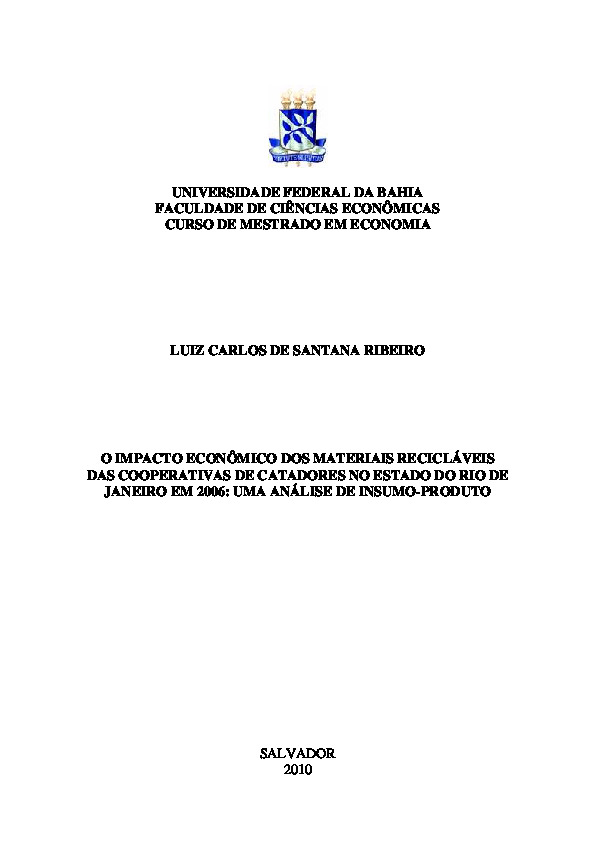 UNIVERSIDADE FEDERAL DA BAHIA
FACULDADE DE CIÊNCIAS ECONÔMICAS
CURSO DE MESTRADO EM ECONOMIA
LUIZ CARLOS DE SANTANA RIBEIRO
O IMPACTO ECONÔMICO DOS MATERIAIS RECICLÁVEIS
DAS COOPERATIVAS DE CATADORES NO ESTADO DO RIO DE
JANEIRO EM 2006: UMA ANÁLISE DE INSUMO-PRODUTO
SALVADOR
2010